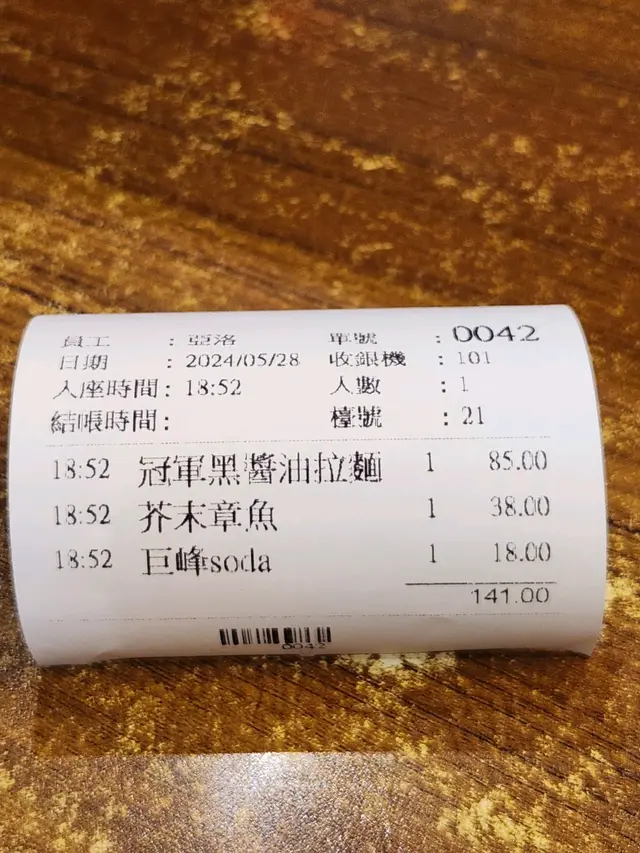 員工 : 亞洛 單號 : 0042
日期 : 2024/05/28 收銀機 : 101
入座時間 : 18:52 人數 : 1
結帳時間 : 檯號 : 21
18:52 冠軍黑醬油拉麵 1 85.00
18:52 芥末章魚 1 38.00
18:52 巨峰soda 1 18.00
141.00
0042